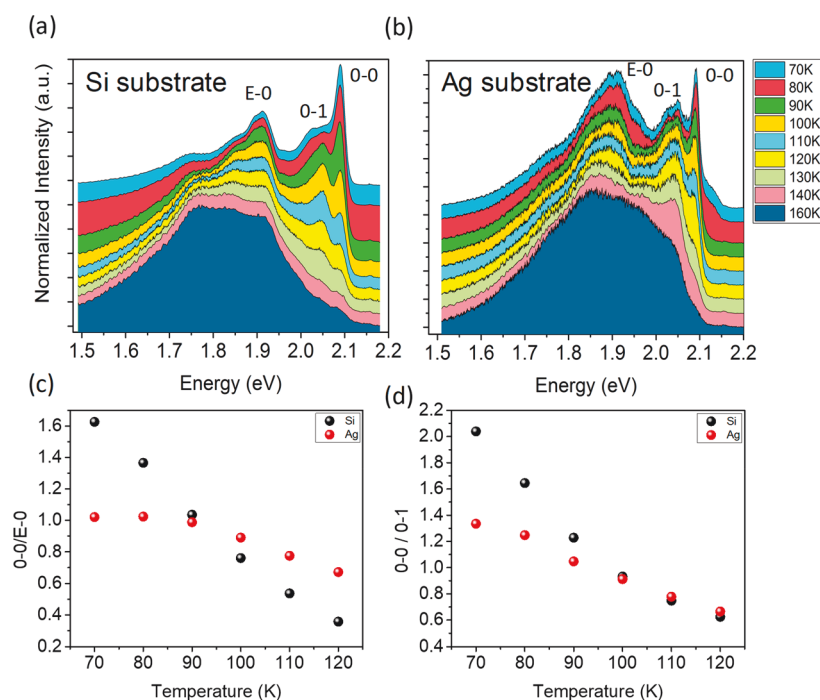 (a)
(b)
Si substrate
E-0
0-1
0-0
Ag substrate
E-0
0-1
0-0
70K
80K
90K
100K
110K
120K
130K
140K
160K
Normalized Intensity (a.u.)
1.5 1.6 1.7 1.8 1.9 2.0 2.1 2.2
Energy (eV)
1.5 1.6 1.7 1.8 1.9 2.0 2.1 2.2
Energy (eV)
(c)
(d)
0-0/E-0
1.6
1.4
1.2
1.0
0.8
0.6
0.4
0.2
Si
Ag
70 80 90 100 110 120
Temperature (K)
0-0 / 0-1
2.2
2.0
1.8
1.6
1.4
1.2
1.0
0.8
0.6
0.4
Si
Ag
70 80 90 100 110 120
Temperature (K)